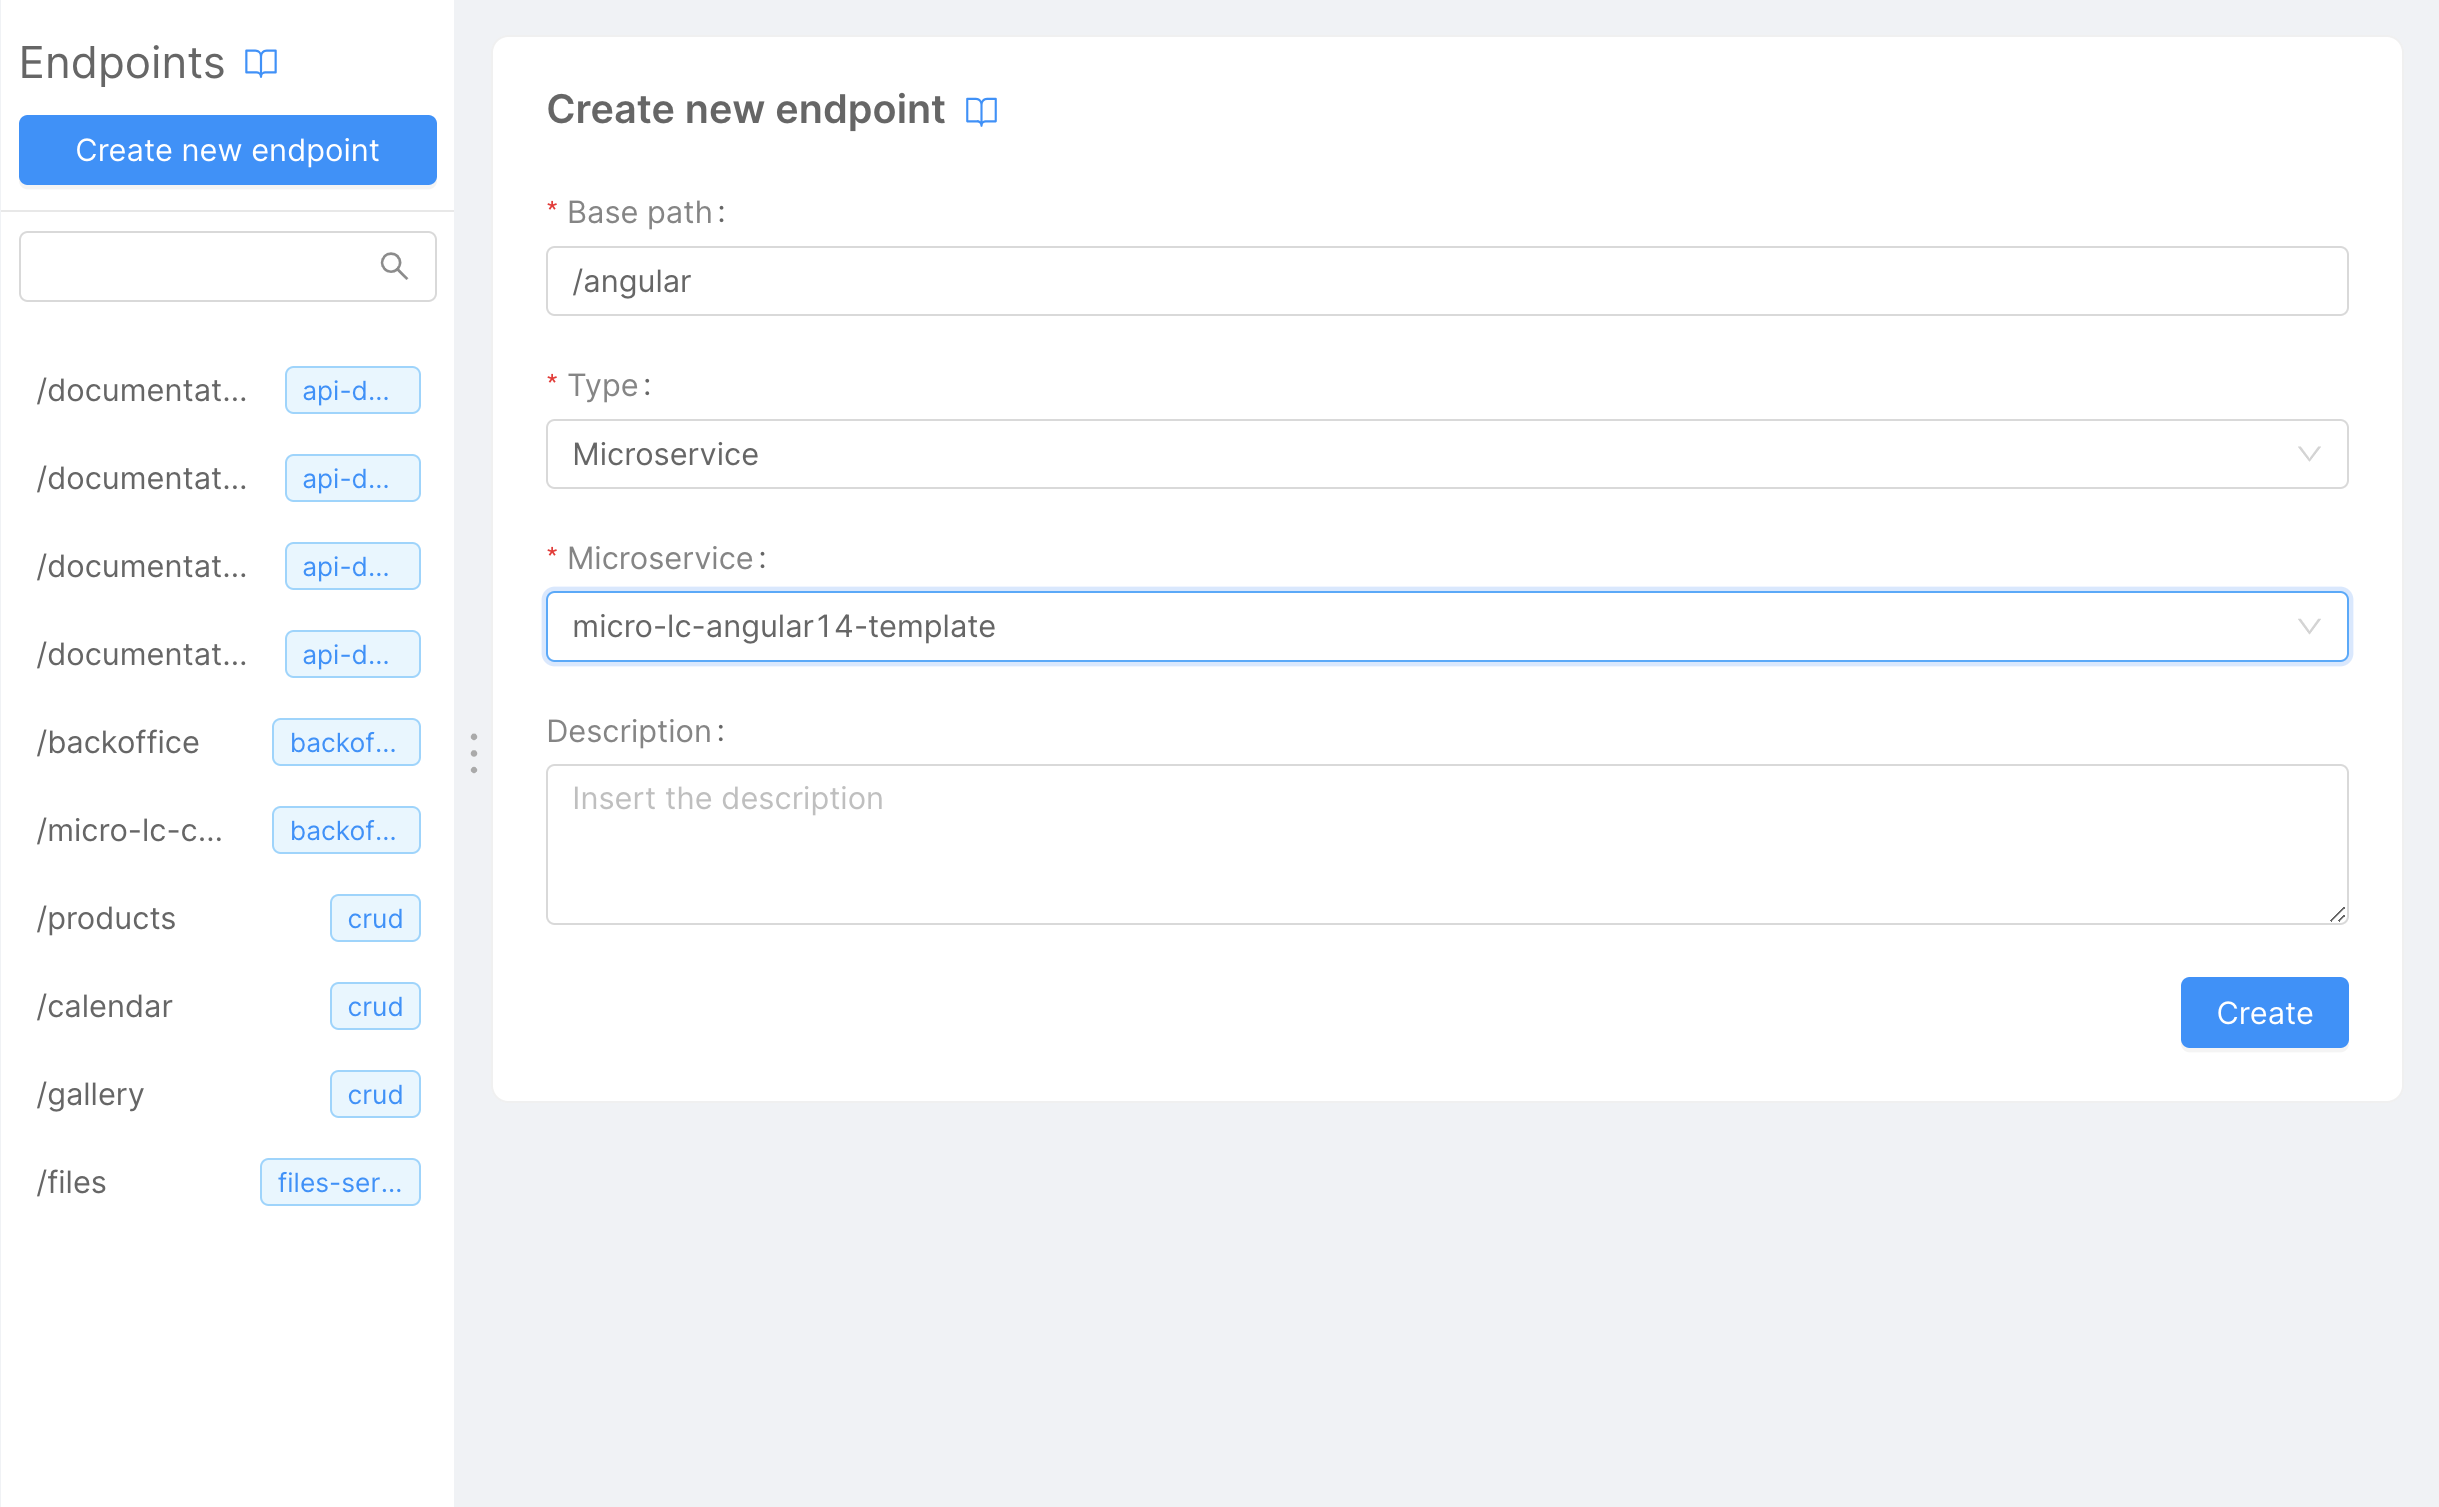 Endpoints
Create new endpoint
/documentat... api-d...
/documentat... api-d...
/documentat... api-d...
/documentat... api-d...
/backoffice backof...
/micro-lc-c... backof...
/products crud
/calendar crud
/gallery crud
/files files-ser...
Create new endpoint
* Base path:
/angular
* Type:
Microservice
* Microservice:
micro-lc-angular14-template
Description:
Insert the description
Create